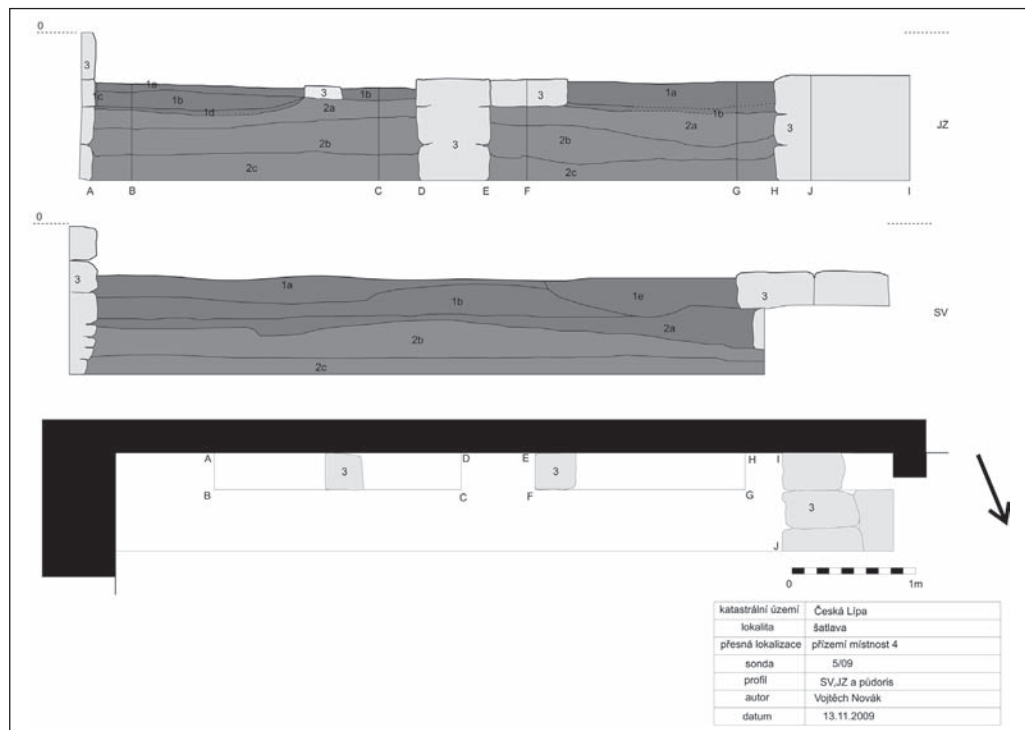 0
3
1a
1c
1b
1d
3
1b
2a
2b
2c
3
3
1a
1b
2a
2b
2c
3
JZ
A B C D E F G H J I
0
3
1a
1b
1e
2a
2b
2c
3
SV
A D E H I
3 3
B C F G
3
J
0 1m
katastrální území Česká Lípa
lokalita šatlava
přesná lokalizace přízemí místnost 4
sonda 5/09
profil SV,JZ a půdoris
autor Vojtěch Novák
datum 13.11.2009